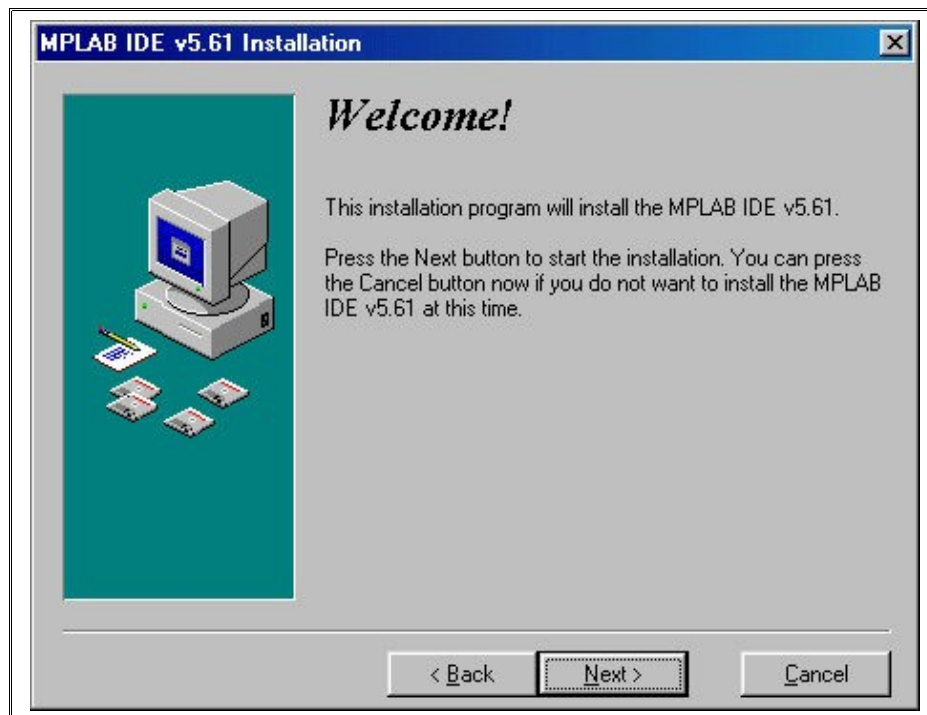 MPLAB IDE v5.61 Installation
Welcome!
This installation program will install the MPLAB IDE v5.61.
Press the Next button to start the installation. You can press
the Cancel button now if you do not want to install the MPLAB
IDE v5.61 at this time.
< Back
Next >
Cancel